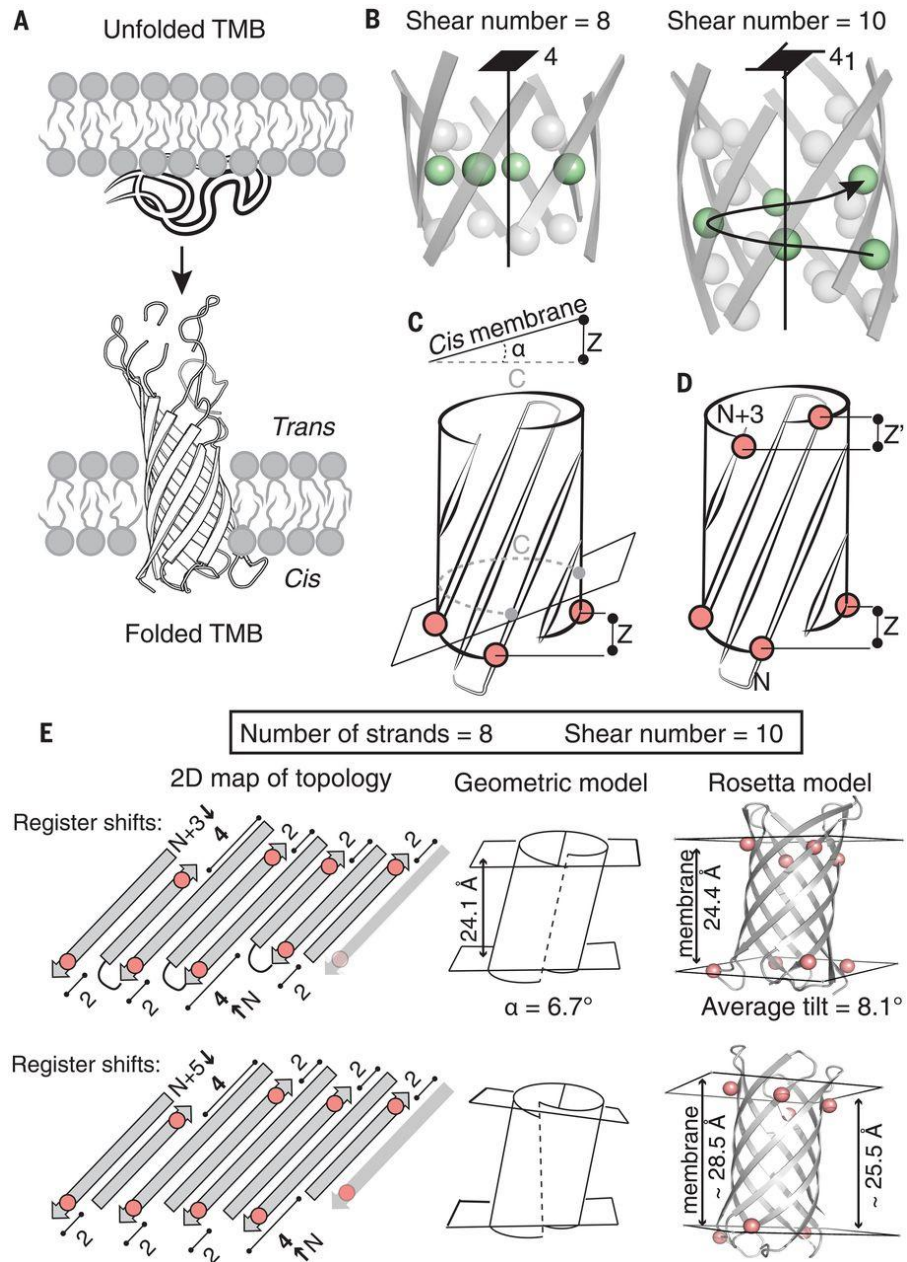 A
Unfolded TMB
Trans
Cis
Folded TMB
B
Shear number = 8
4
Shear number = 10
41
C
Cis membrane
α
Z
C
C
Z
D
N+3
Z'
Z
N
E
Number of strands = 8 Shear number = 10
2D map of topology
Geometric model
Rosetta model
Register shifts:
N+3
4
2
2
2
2
2
4
N
2
24.1 Å
α = 6.7°
membrane
24.4 Å
Average tilt = 8.1°
Register shifts:
N+5
4
2
2
2
2
2
2
4
N
membrane
~ 28.5 Å
~ 25.5 Å